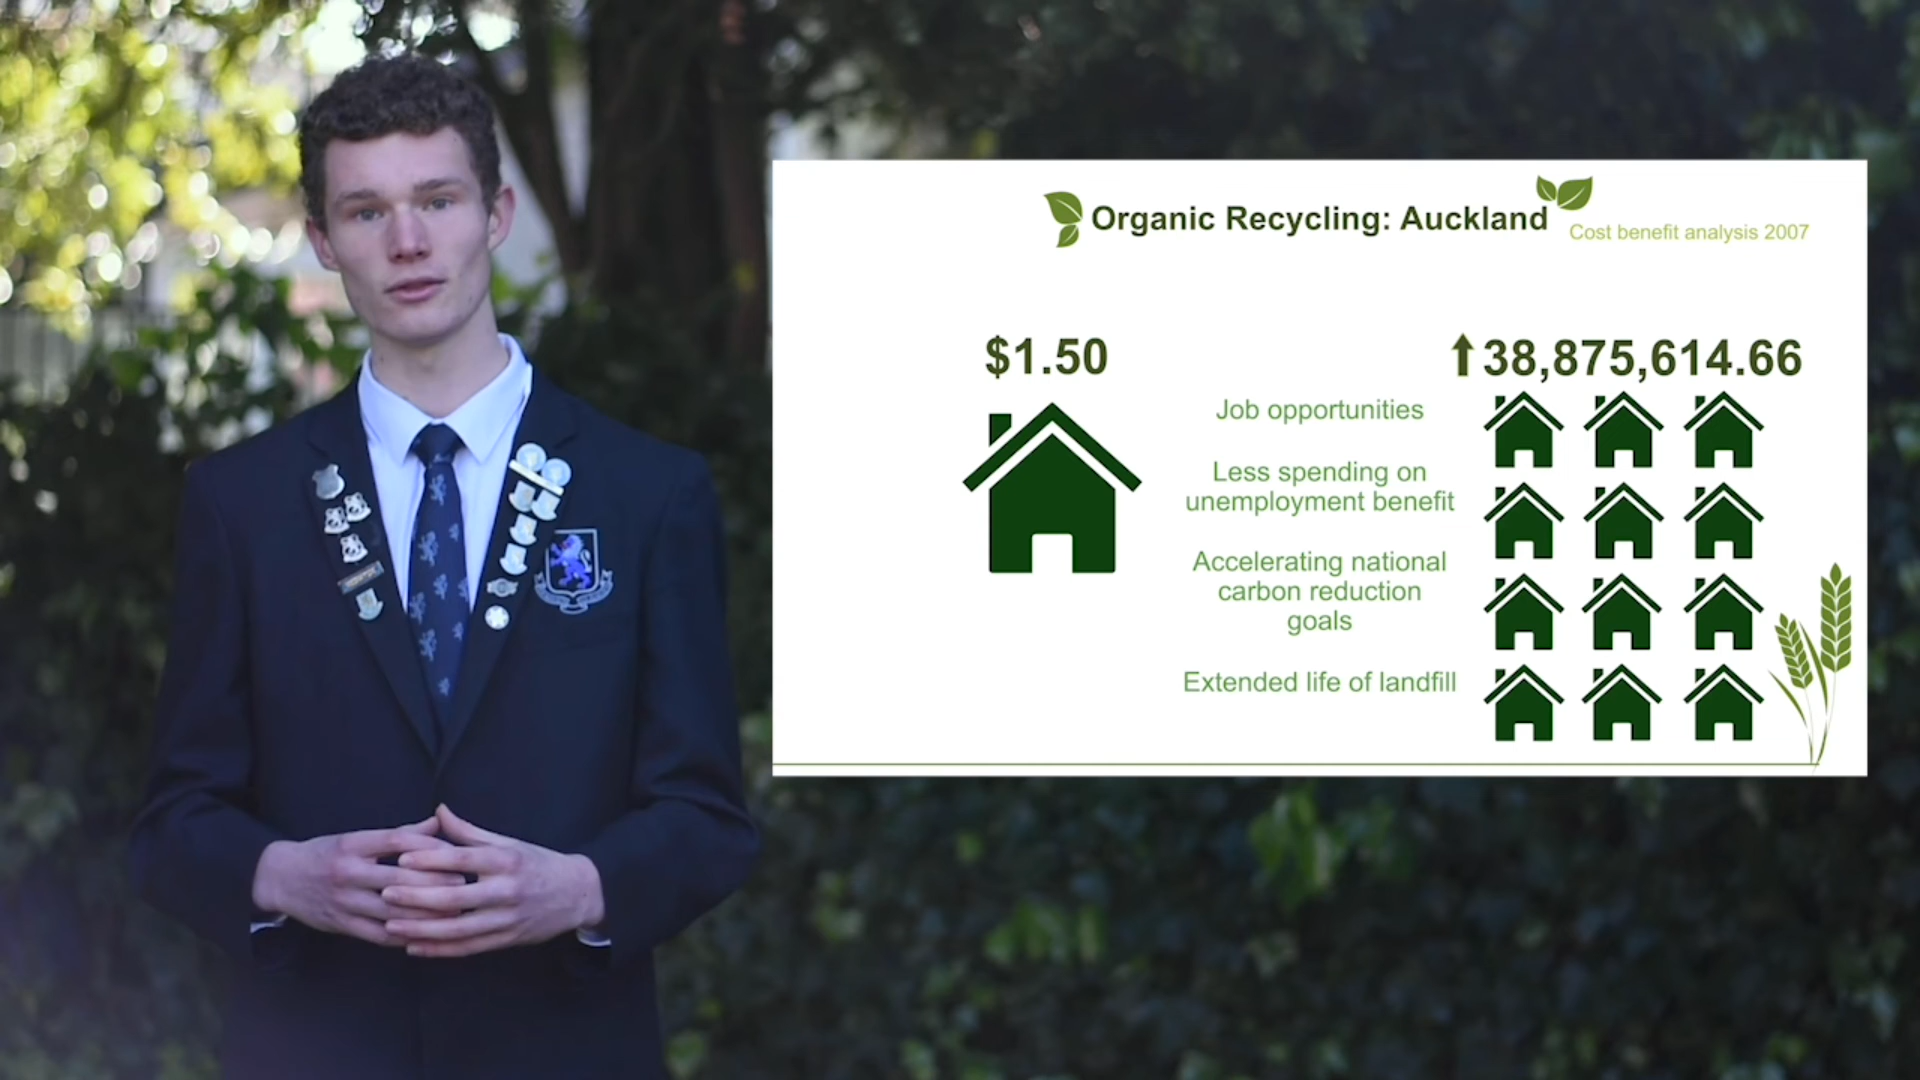 Organic Recycling: Auckland
Cost benefit analysis 2007
$1.50
38,875,614.66
Job opportunities
Less spending on
unemployment benefit
Accelerating national
carbon reduction
goals
Extended life of landfill